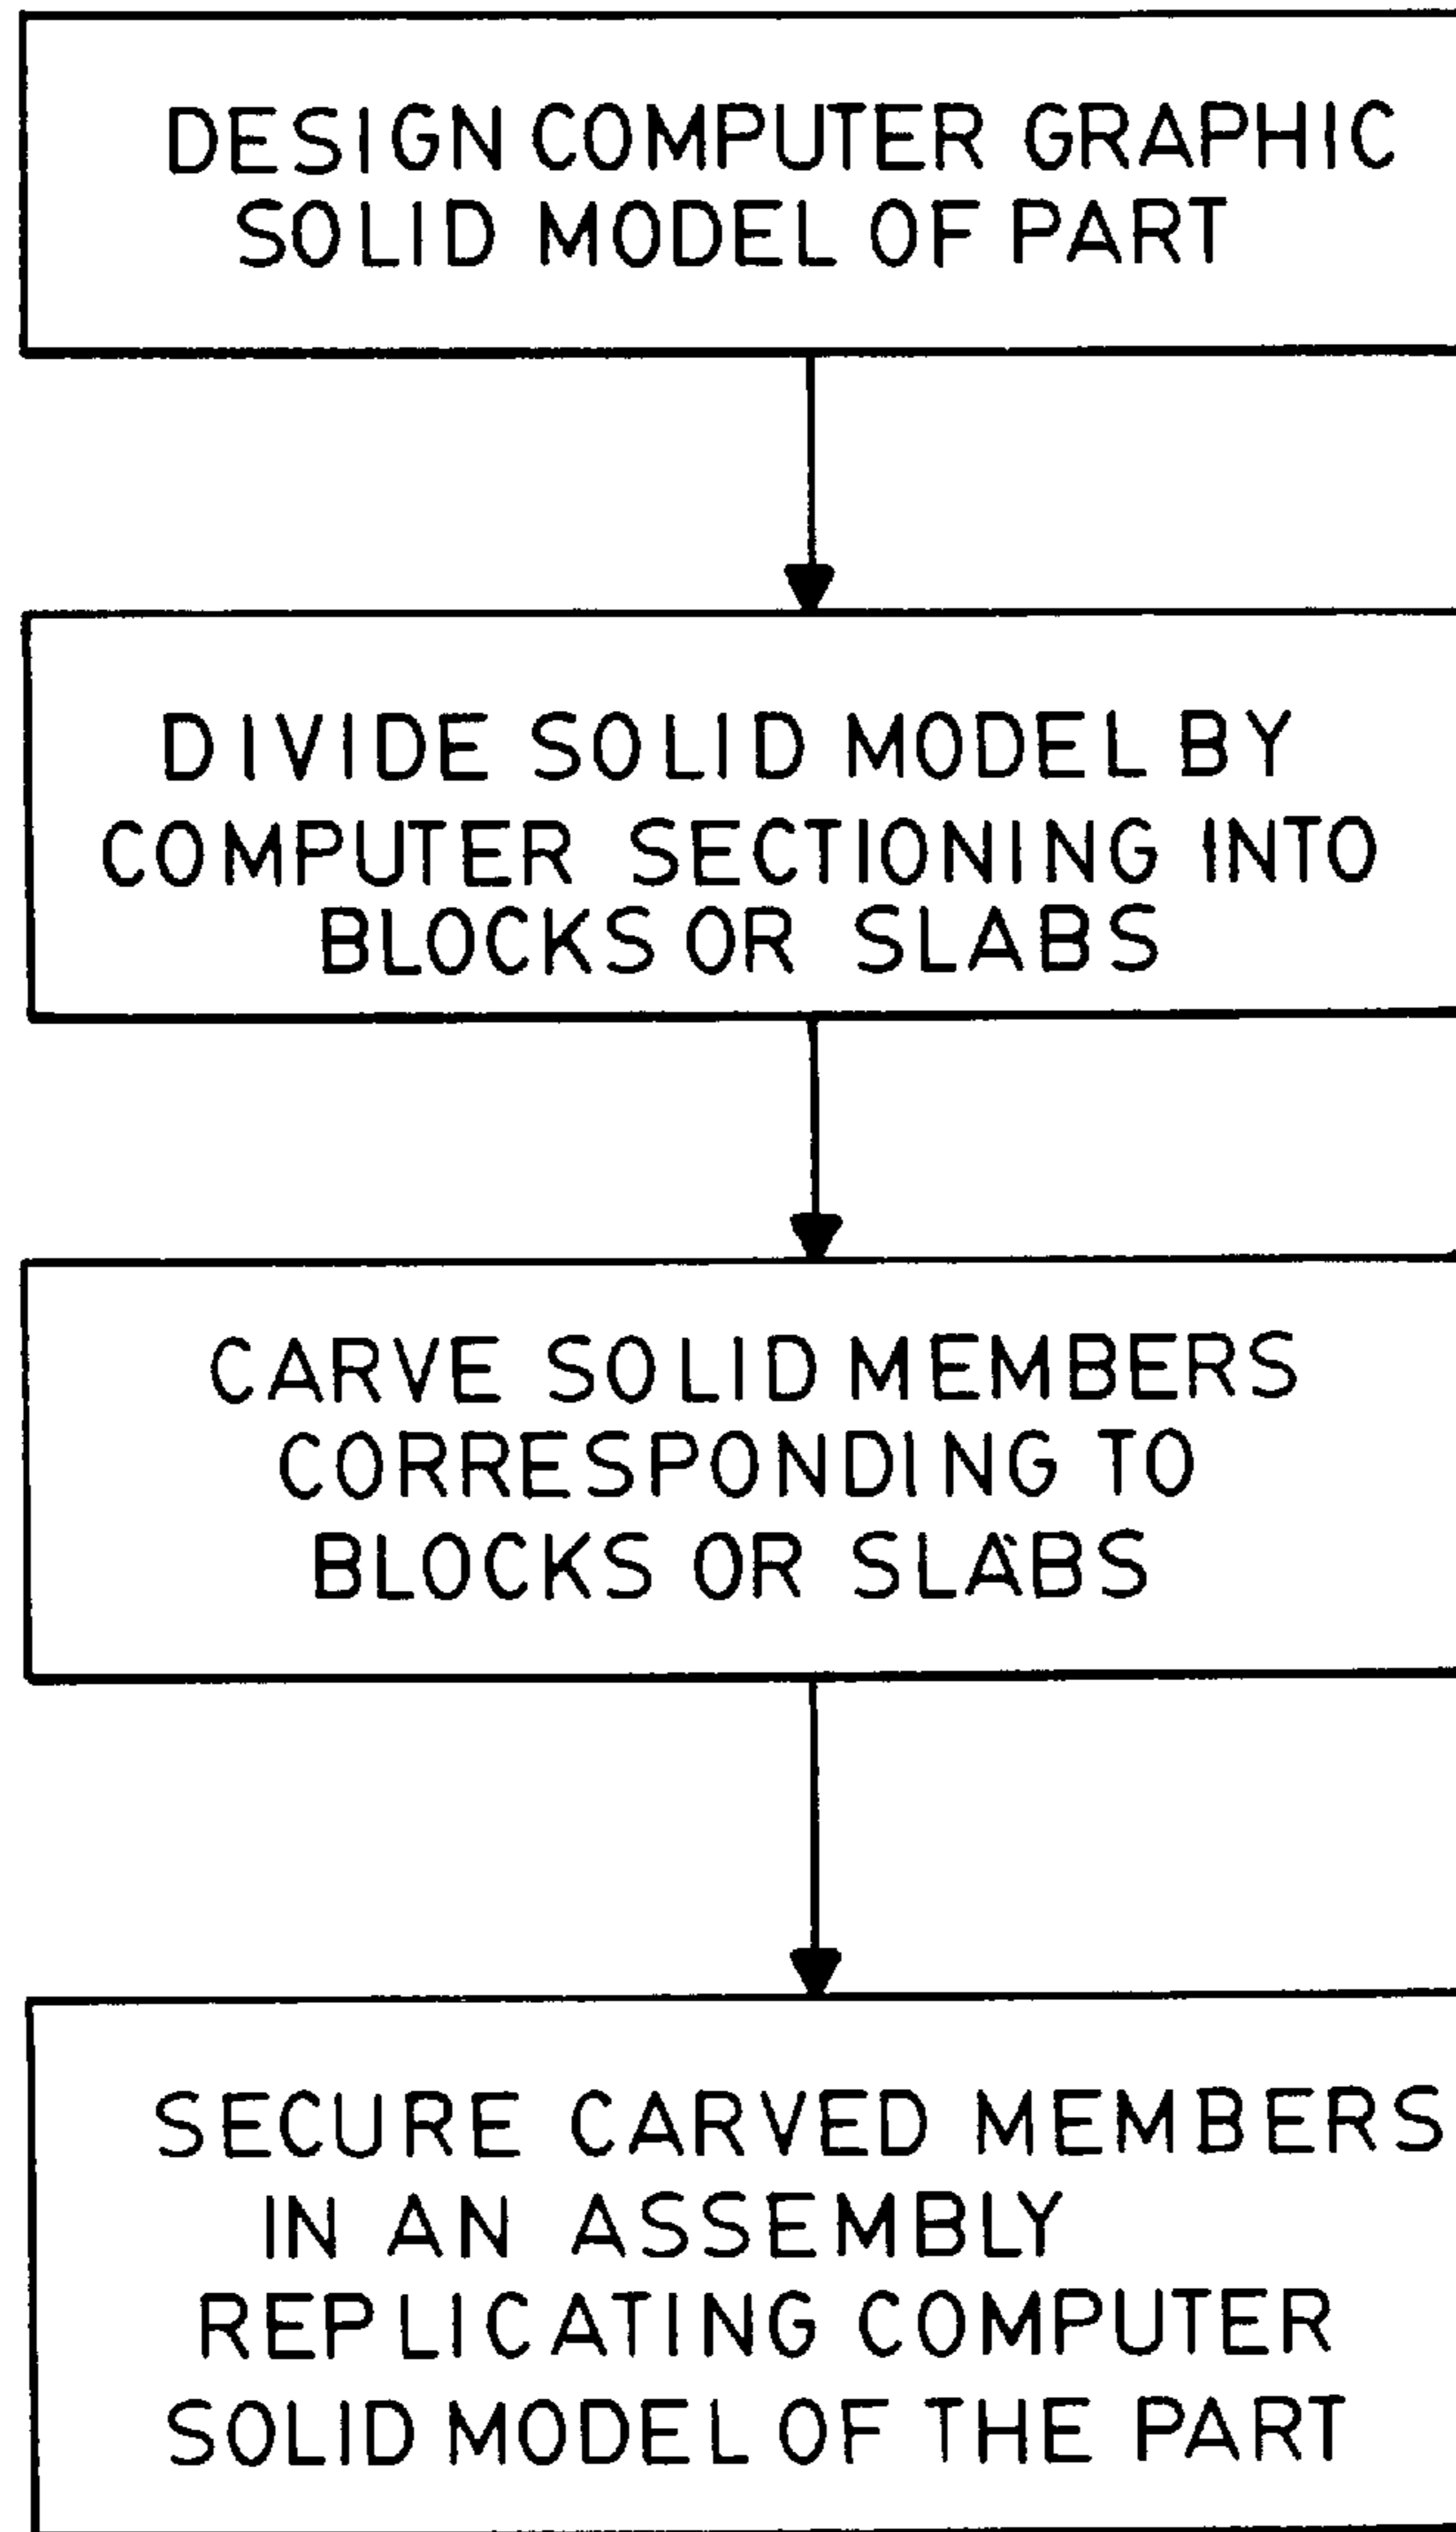 DESIGN COMPUTER GRAPHIC
SOLID MODEL OF PART
DIVIDE SOLID MODEL BY
COMPUTER SECTIONING INTO
BLOCKS OR SLABS
CARVE SOLID MEMBERS
CORRESPONDING TO
BLOCKS OR SLABS
SECURE CARVED MEMBERS
IN AN ASSEMBLY
REPLICATING COMPUTER
SOLID MODEL OF THE PART